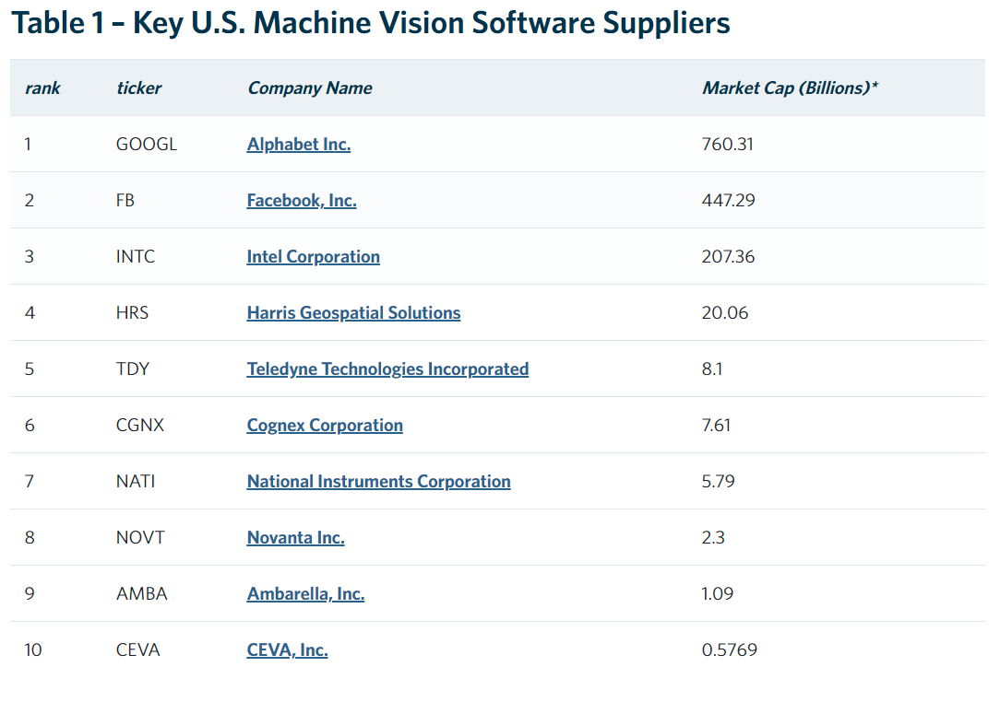 Table 1 – Key U.S. Machine Vision Software Suppliers
rank ticker Company Name Market Cap (Billions)*
1 GOOGL Alphabet Inc. 760.31
2 FB Facebook, Inc. 447.29
3 INTC Intel Corporation 207.36
4 HRS Harris Geospatial Solutions 20.06
5 TDY Teledyne Technologies Incorporated 8.1
6 CGNX Cognex Corporation 7.61
7 NATI National Instruments Corporation 5.79
8 NOVT Novanta Inc. 2.3
9 AMBA Ambarella, Inc. 1.09
10 CEVA CEVA, Inc. 0.5769